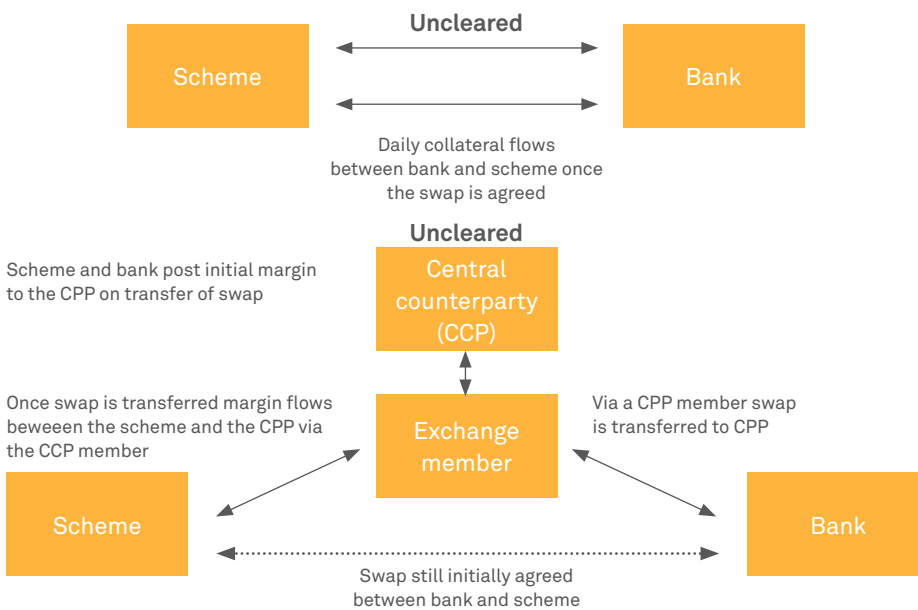 Uncleared
Scheme
Bank
Daily collateral flows
between bank and scheme once
the swap is agreed
Uncleared
Scheme and bank post initial margin
to the CPP on transfer of swap
Central
counterparty
(CCP)
Once swap is transferred margin flows
beweeen the scheme and the CPP via
the CCP member
Exchange
member
Via a CPP member swap
is transferred to CPP
Scheme
Bank
Swap still initially agreed
between bank and scheme